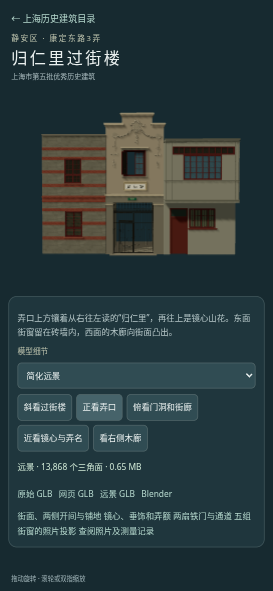 ← 上海历史建筑目录
静安区 · 康定东路3弄
归仁里过街楼
上海市第五批优秀历史建筑
弄口上方镶着从右往左读的“归仁里”，再往上是镜心山花。东面
街窗留在砖墙内，西面的木廊向街面凸出。
模型细节
简化远景
斜看过街楼 正看弄口 俯看门洞和街廊
近看镜心与弄名 看右侧木廊
远景 · 13,868 个三角面 · 0.65 MB
原始 GLB 网页 GLB 远景 GLB Blender
街面、两侧开间与铺地 镜心、垂饰和弄额 两扇铁门与通道 五组
街窗的照片投影 查阅照片及测量记录
拖动旋转 · 滚轮或双指缩放